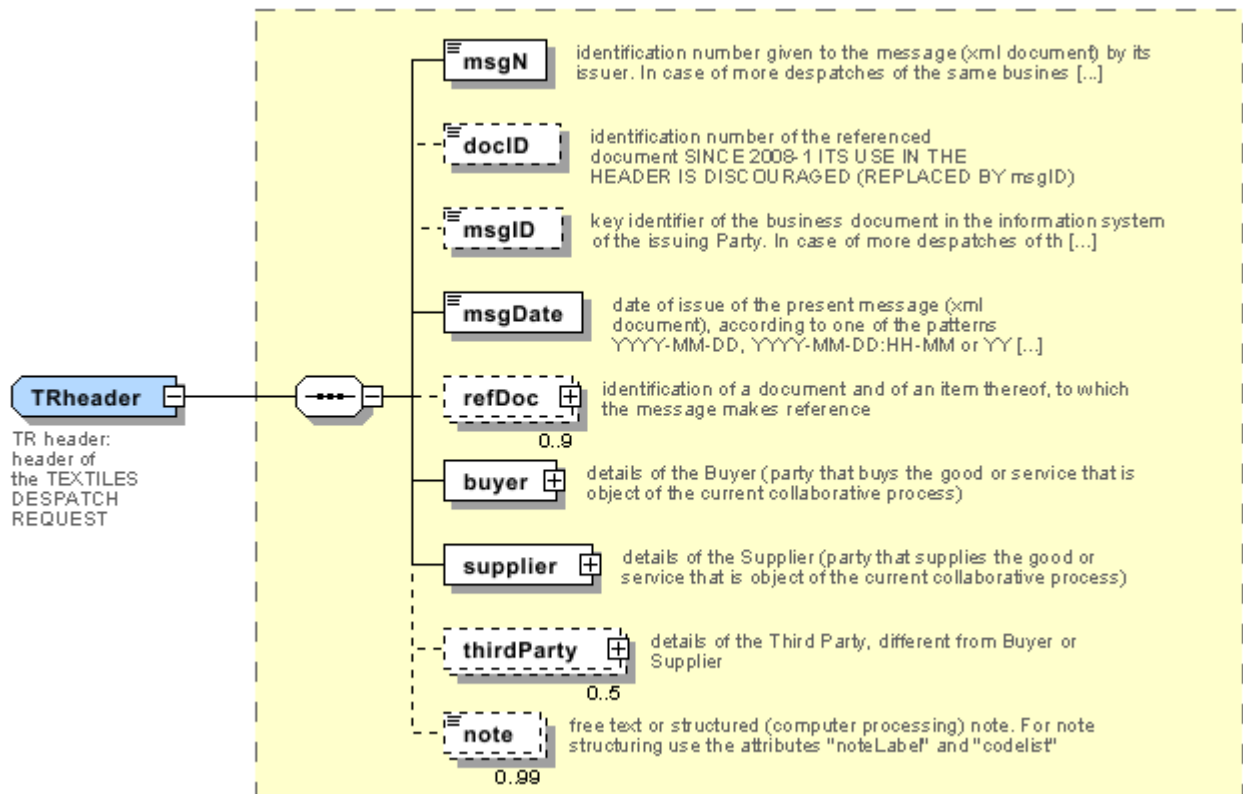 msgN
identification number given to the message (xml document) by its
issuer. In case of more despatches of the same busines [...]
docID
identification number of the referenced
document SINCE 2008-1 ITS USE IN THE
HEADER IS DISCOURAGED (REPLACED BY msgID)
msgID
key identifier of the business document in the information system
of the issuing Party. In case of more despatches of th [...]
msgDate
date of issue of the present message (xml
document), according to one of the patterns
YYYY-MM-DD, YYYY-MM-DD:HH-MM or YY [...]
TRheader
TR header:
header of
the TEXTILES
DESPATCH
REQUEST
refDoc
0..9
identification of a document and of an item thereof, to which
the message makes reference
buyer
details of the Buyer (party that buys the good or service that is
object of the current collaborative process)
supplier
details of the Supplier (party that supplies the good or
service that is object of the current collaborative process)
thirdParty
0..5
details of the Third Party, different from Buyer or
Supplier
note
0..99
free text or structured (computer processing) note. For note
structuring use the attributes "noteLabel" and "codelist"